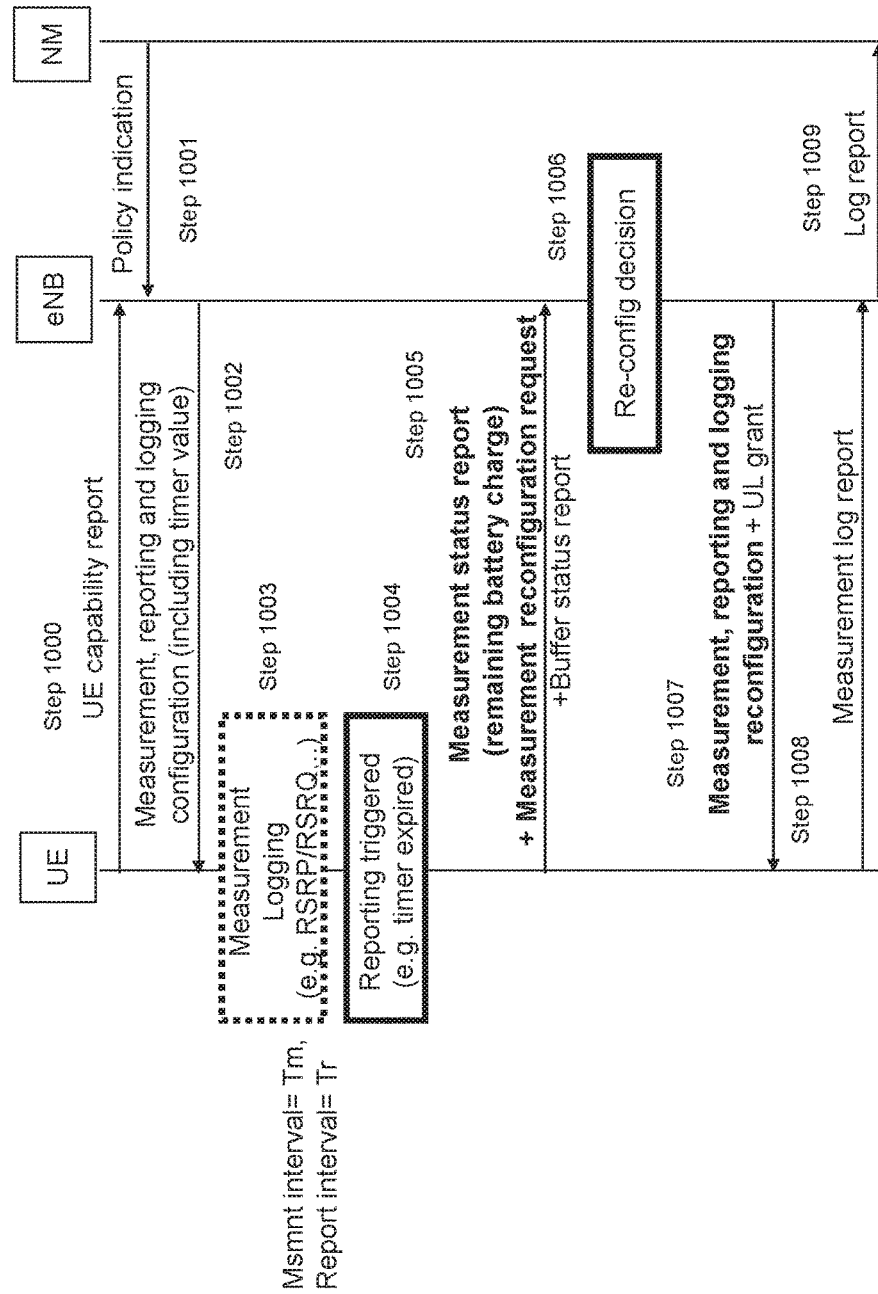 UE
eNB
NM
Step 1000
UE capability report
Policy indication
Step 1001
Measurement, reporting and logging
configuration (including timer value)
Step 1002
Msmnt interval= Tm,
Report interval= Tr
Measurement
Logging
(e.g. RSRP/RSRQ...)
Step 1003
Reporting triggered
(e.g. timer expired)
Step 1004
Step 1005
Measurement status report
(remaining battery charge)
+ Measurement reconfiguration request
+Buffer status report
Step 1006
Re-config decision
Step 1007
Measurement, reporting and logging
reconfiguration + UL grant
Step 1008
Measurement log report
Step 1009
Log report